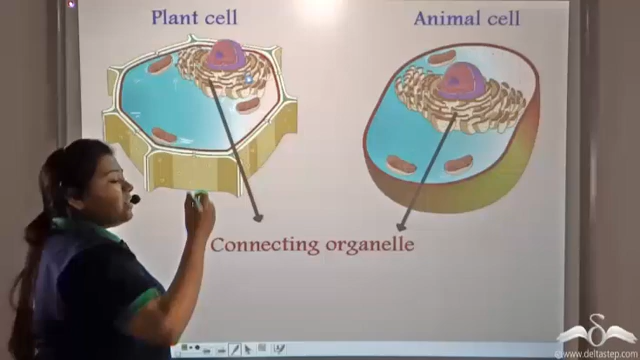 Plant cell
Animal cell
Connecting organelle
©www.deltastep.com